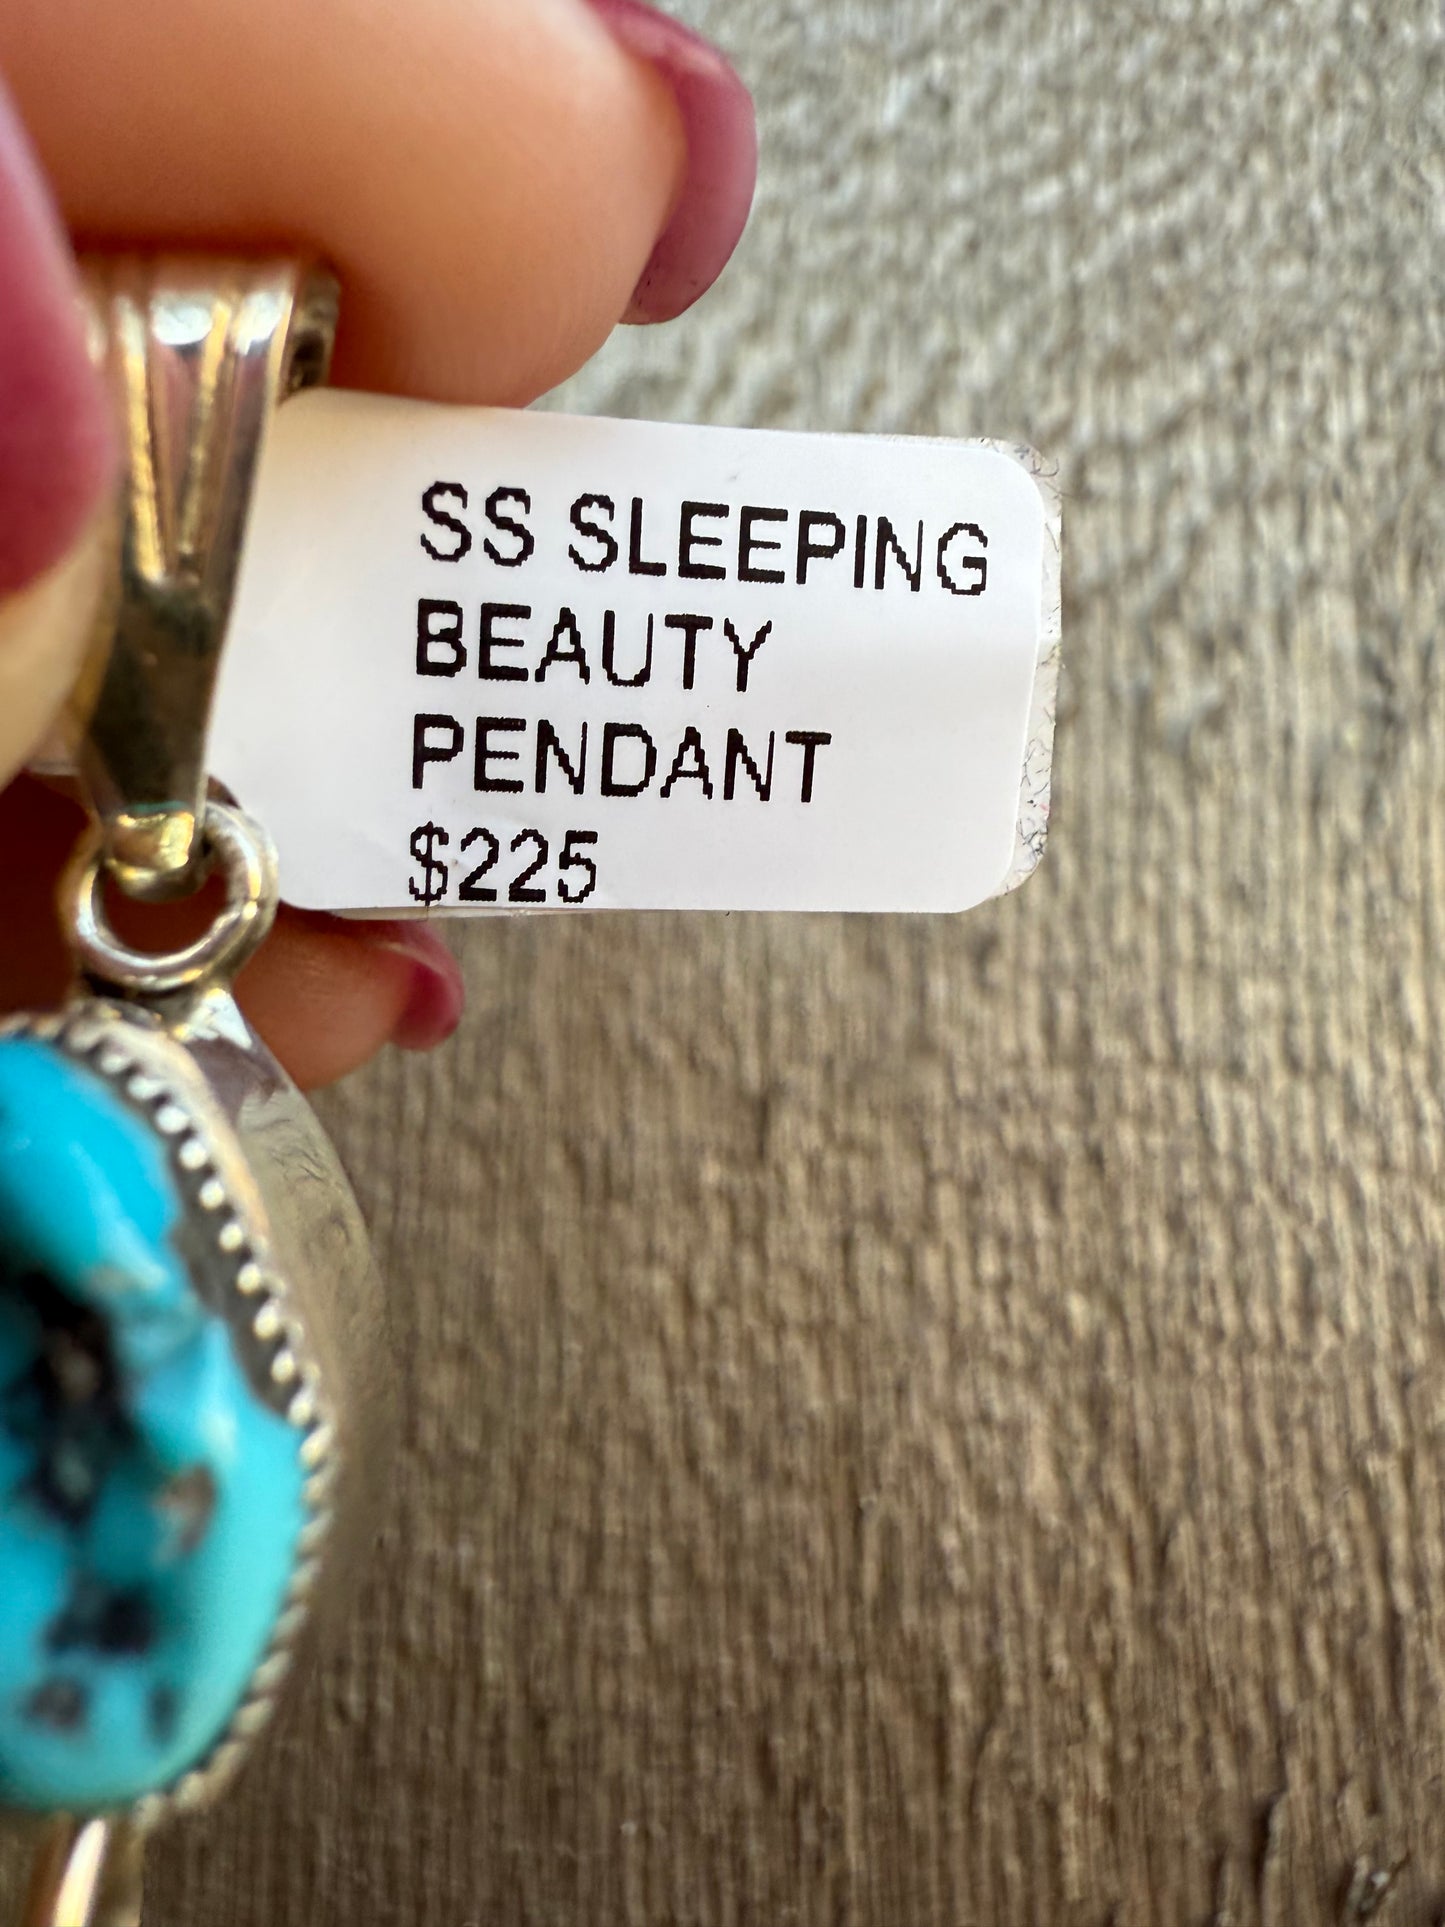 SS SLEEPING
BEAUTY
PENDANT
$225